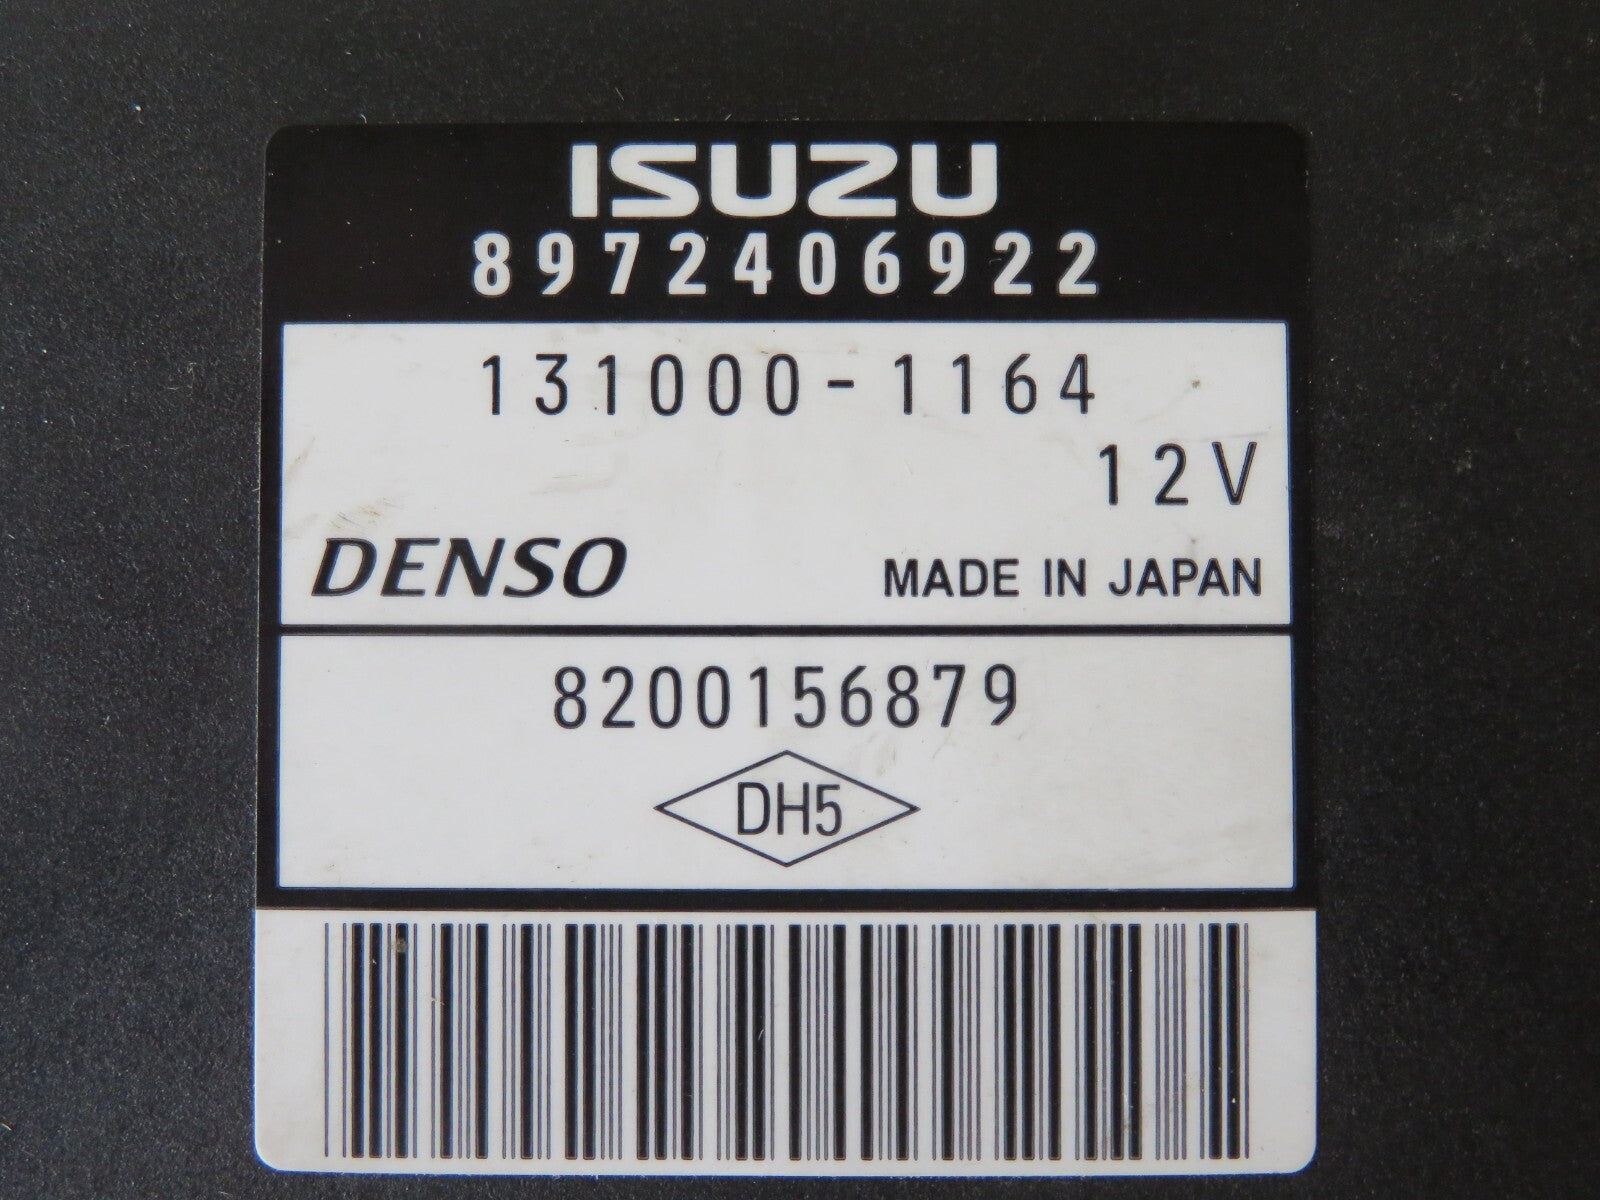 ISUZU
8972406922
131000-1164
12V
DENSO MADE IN JAPAN
8200156879
DH5